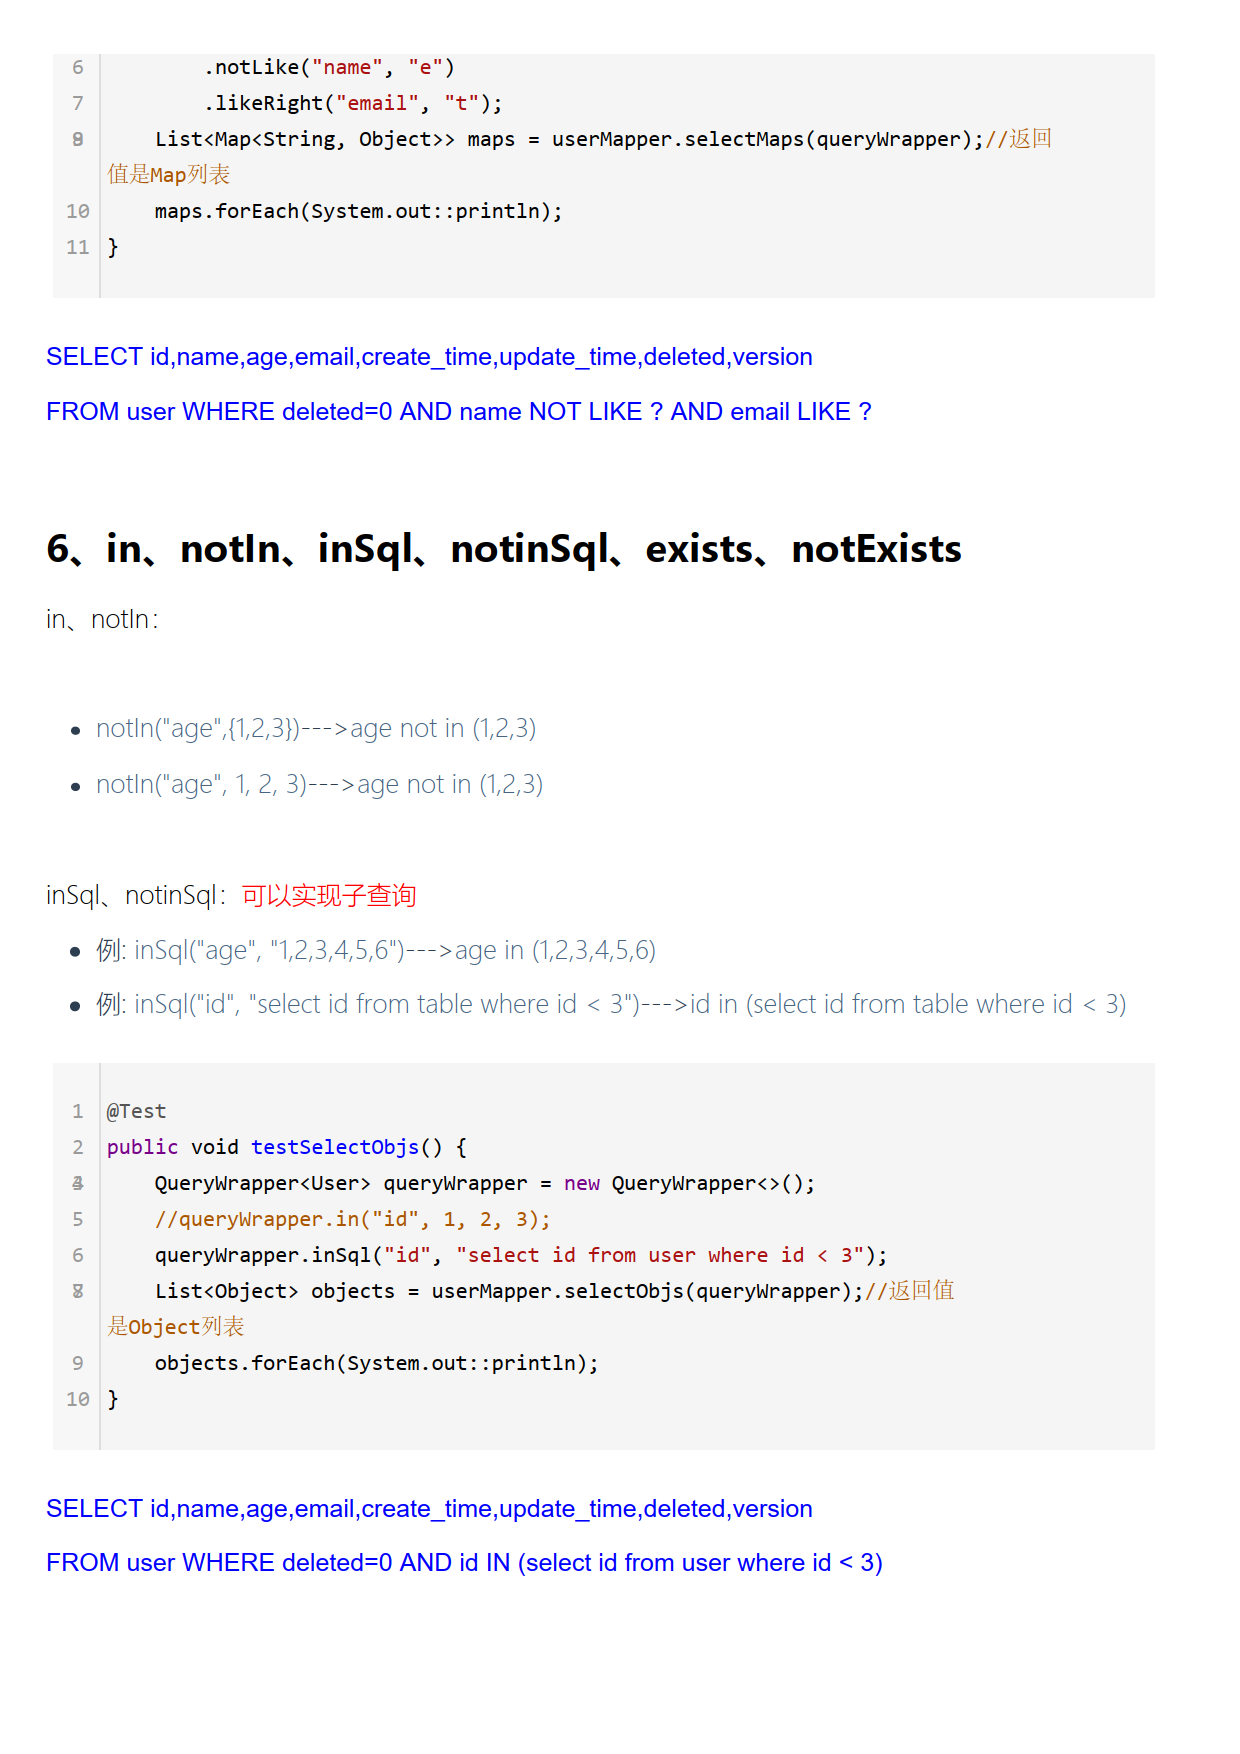 6 .notLike("name", "e")
7 .likeRight("email", "t");
8 9 List<Map<String, Object>> maps = userMapper.selectMaps(queryWrapper);//返回
值是Map列表
10 maps.forEach(System.out::println);
11 }
SELECT id,name,age,email,create_time,update_time,deleted,version
FROM user WHERE deleted=0 AND name NOT LIKE ? AND email LIKE ?
6、in、notIn、inSql、notinSql、exists、notExists
in、notIn：
• notIn("age",{1,2,3})--->age not in (1,2,3)
• notIn("age", 1, 2, 3)--->age not in (1,2,3)
inSql、notinSql：可以实现子查询
• 例: inSql("age", "1,2,3,4,5,6")--->age in (1,2,3,4,5,6)
• 例: inSql("id", "select id from table where id < 3")--->id in (select id from table where id < 3)
1 @Test
2 public void testSelectObjs() {
3 4 QueryWrapper<User> queryWrapper = new QueryWrapper<>();
5 //queryWrapper.in("id", 1, 2, 3);
6 queryWrapper.inSql("id", "select id from user where id < 3");
7 8 List<Object> objects = userMapper.selectObjs(queryWrapper);//返回值
是Object列表
9 objects.forEach(System.out::println);
10 }
SELECT id,name,age,email,create_time,update_time,deleted,version
FROM user WHERE deleted=0 AND id IN (select id from user where id < 3)